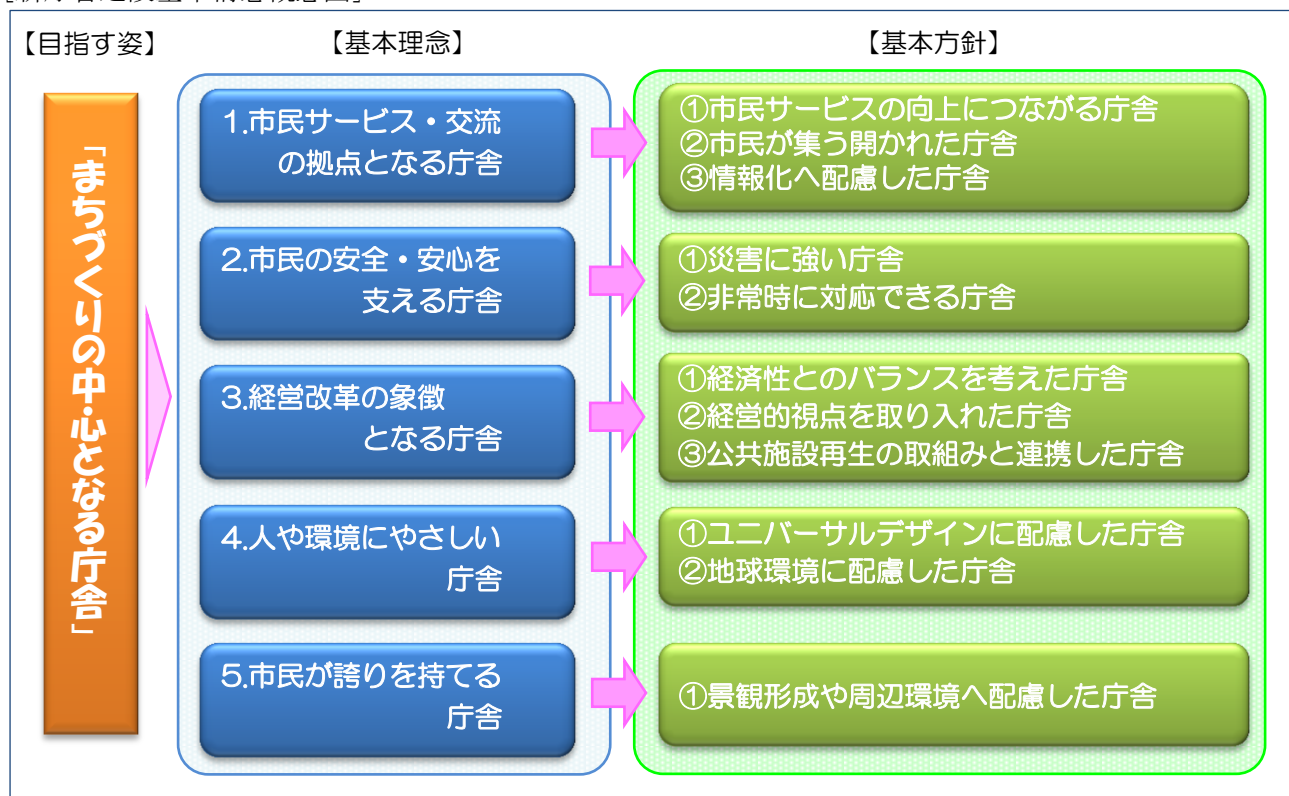 【目指す姿】
【基本理念】
【基本方針】
「まちづくりの中心となる庁舎」
1.市民サービス・交流
の拠点となる庁舎
①市民サービスの向上につながる庁舎
②市民が集う開かれた庁舎
③情報化へ配慮した庁舎
2.市民の安全・安心を
支える庁舎
①災害に強い庁舎
②非常時に対応できる庁舎
3.経営改革の象徴
となる庁舎
①経済性とのバランスを考えた庁舎
②経営的視点を取り入れた庁舎
③公共施設再生の取組みと連携した庁舎
4.人や環境にやさしい
庁舎
①ユニバーサルデザインに配慮した庁舎
②地球環境に配慮した庁舎
5.市民が誇りを持てる
庁舎
①景観形成や周辺環境へ配慮した庁舎